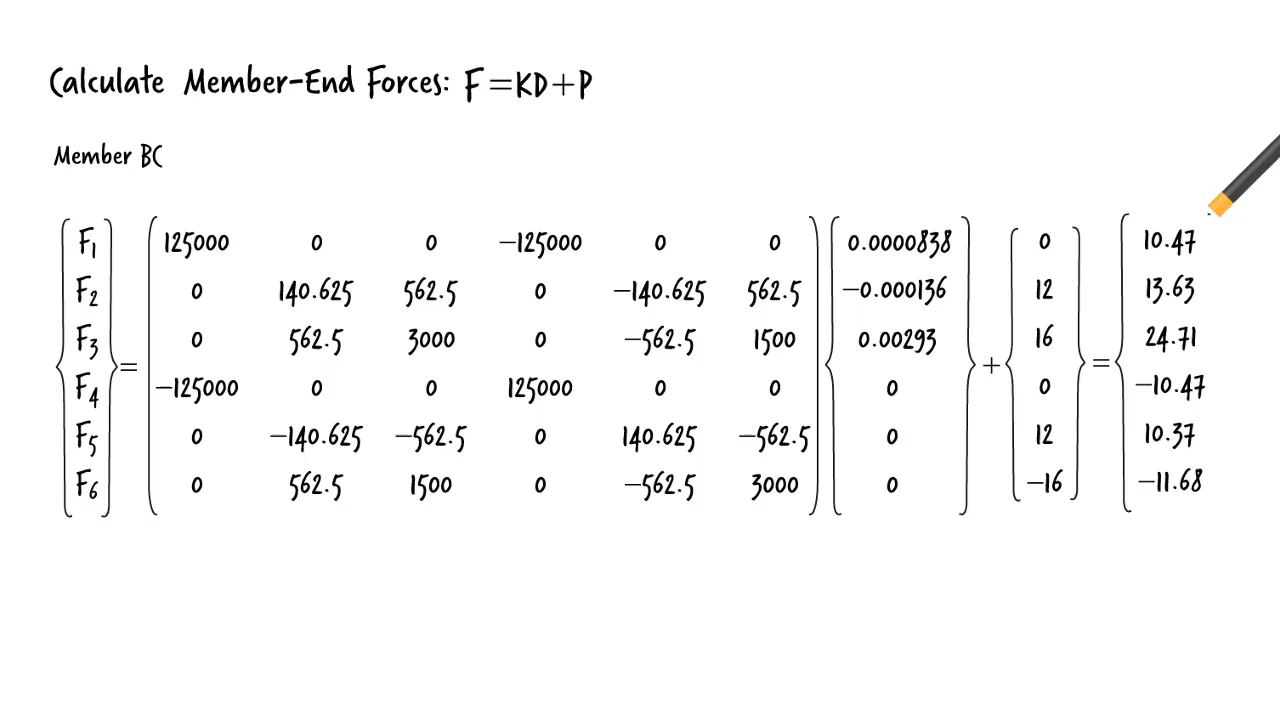 Calculate Member-End Forces: F=KD+P
Member BC
F1 125000 0 0 −125000 0 0 0.0000838 0 10.47
F2 0 140.625 562.5 0 −140.625 562.5 −0.000136 12 13.63
F3 0 562.5 3000 0 −562.5 1500 0.00293 16 24.71
= + =
F4 −125000 0 0 125000 0 0 0 0 −10.47
F5 0 −140.625 −562.5 0 140.625 −562.5 0 12 10.37
F6 0 562.5 1500 0 −562.5 3000 0 −16 −11.68